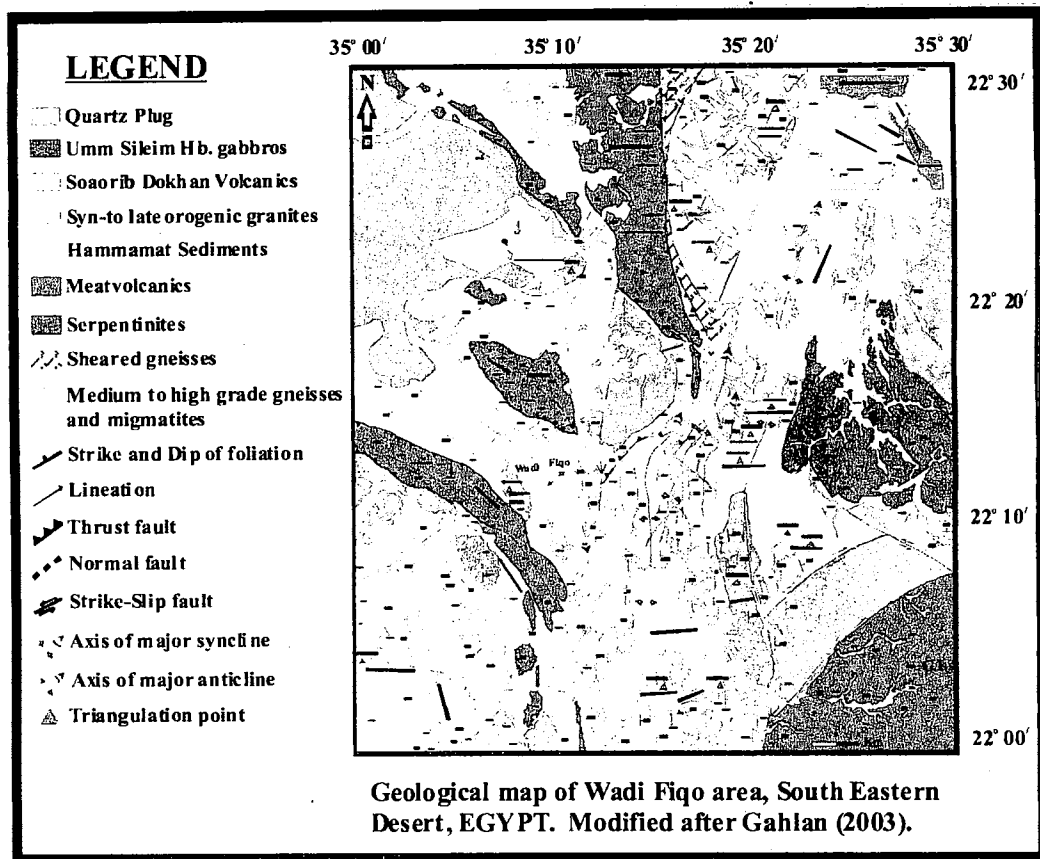 LEGEND
Quartz Plug
Umm Sileim Hb. gabbros
Soaorib Dokhan Volcanics
Syn-to late orogenic granites
Hammamat Sediments
Meatvolcanics
Serpentinites
Sheared gneisses
Medium to high grade gneisses
and migmatites
Strike and Dip of foliation
Lineation
Thrust fault
Normal fault
Strike-Slip fault
Axis of major syncline
Axis of major anticline
Triangulation point
35° 00′ 35° 10′ 35° 20′ 35° 30′
N
22° 30′
22° 20′
22° 10′
22° 00′
Wadi Fiqo
Geological map of Wadi Fiqo area, South Eastern
Desert, EGYPT. Modified after Gahlan (2003).